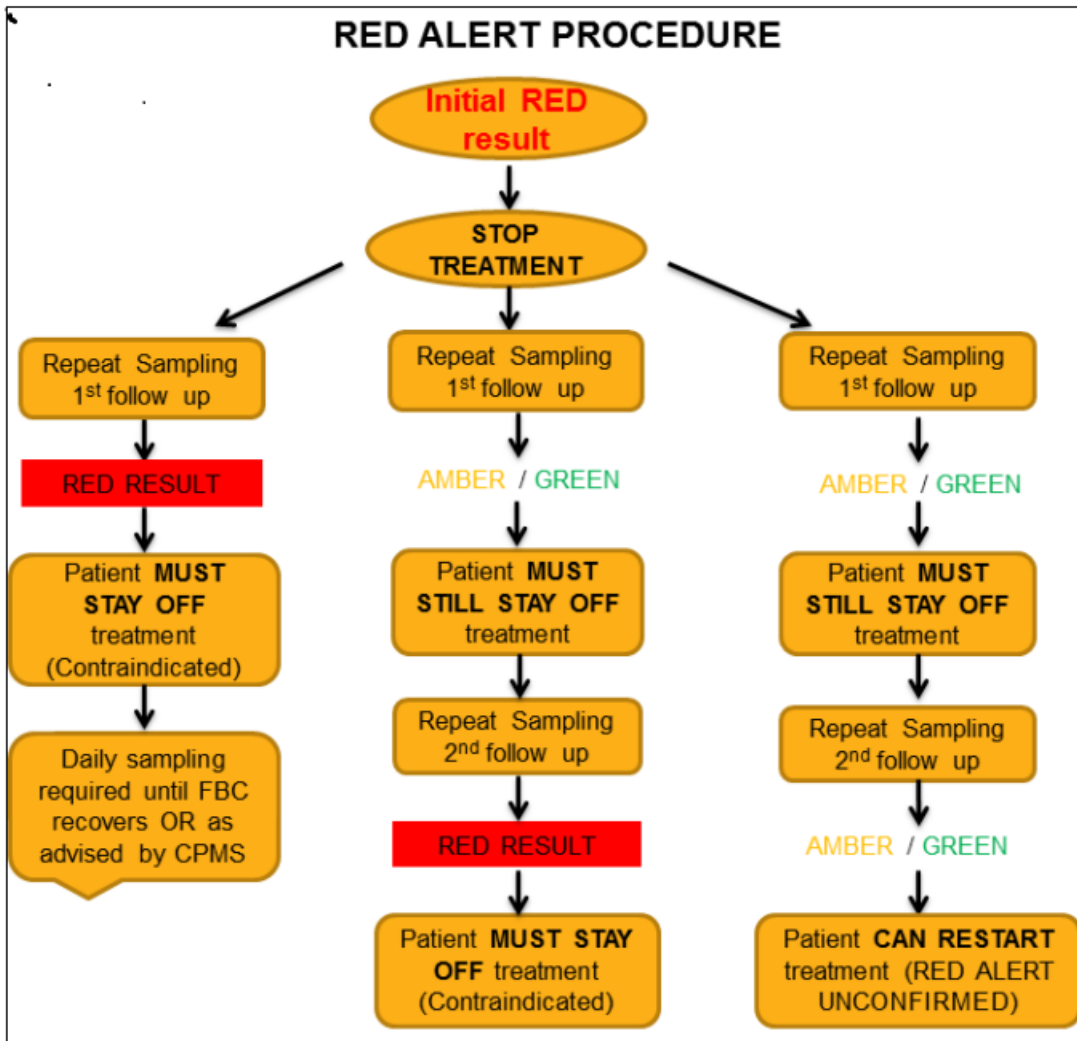 RED ALERT PROCEDURE
Initial RED
result
STOP
TREATMENT
Repeat Sampling
1st follow up
RED RESULT
Patient MUST
STAY OFF
treatment
(Contraindicated)
Daily sampling
required until FBC
recovers OR as
advised by CPMS
Repeat Sampling
1st follow up
AMBER / GREEN
Patient MUST
STILL STAY OFF
treatment
Repeat Sampling
2nd follow up
RED RESULT
Patient MUST STAY
OFF treatment
(Contraindicated)
Repeat Sampling
1st follow up
AMBER / GREEN
Patient MUST
STILL STAY OFF
treatment
Repeat Sampling
2nd follow up
AMBER / GREEN
Patient CAN RESTART
treatment (RED ALERT
UNCONFIRMED)